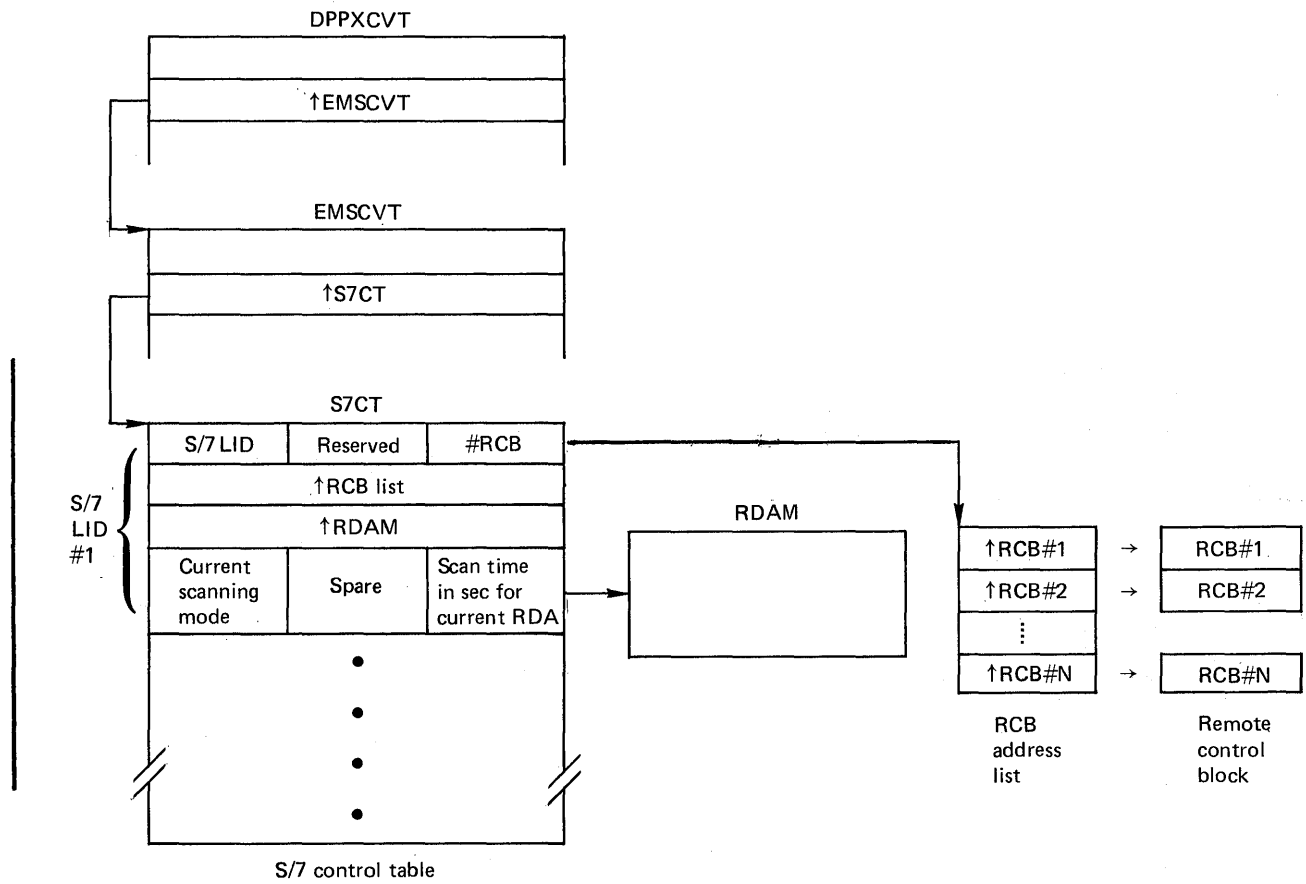 DPPXCVT
↑EMSCVT
EMSCVT
↑S7CT
S7CT
S/7 LID Reserved #RCB
↑RCB list
↑RDAM
Current
scanning
mode
Spare
Scan time
in sec for
current RDA
S/7
LID
#1
S/7 control table
RDAM
↑RCB#1 → RCB#1
↑RCB#2 → RCB#2
↑RCB#N → RCB#N
RCB
address
list
Remote
control
block